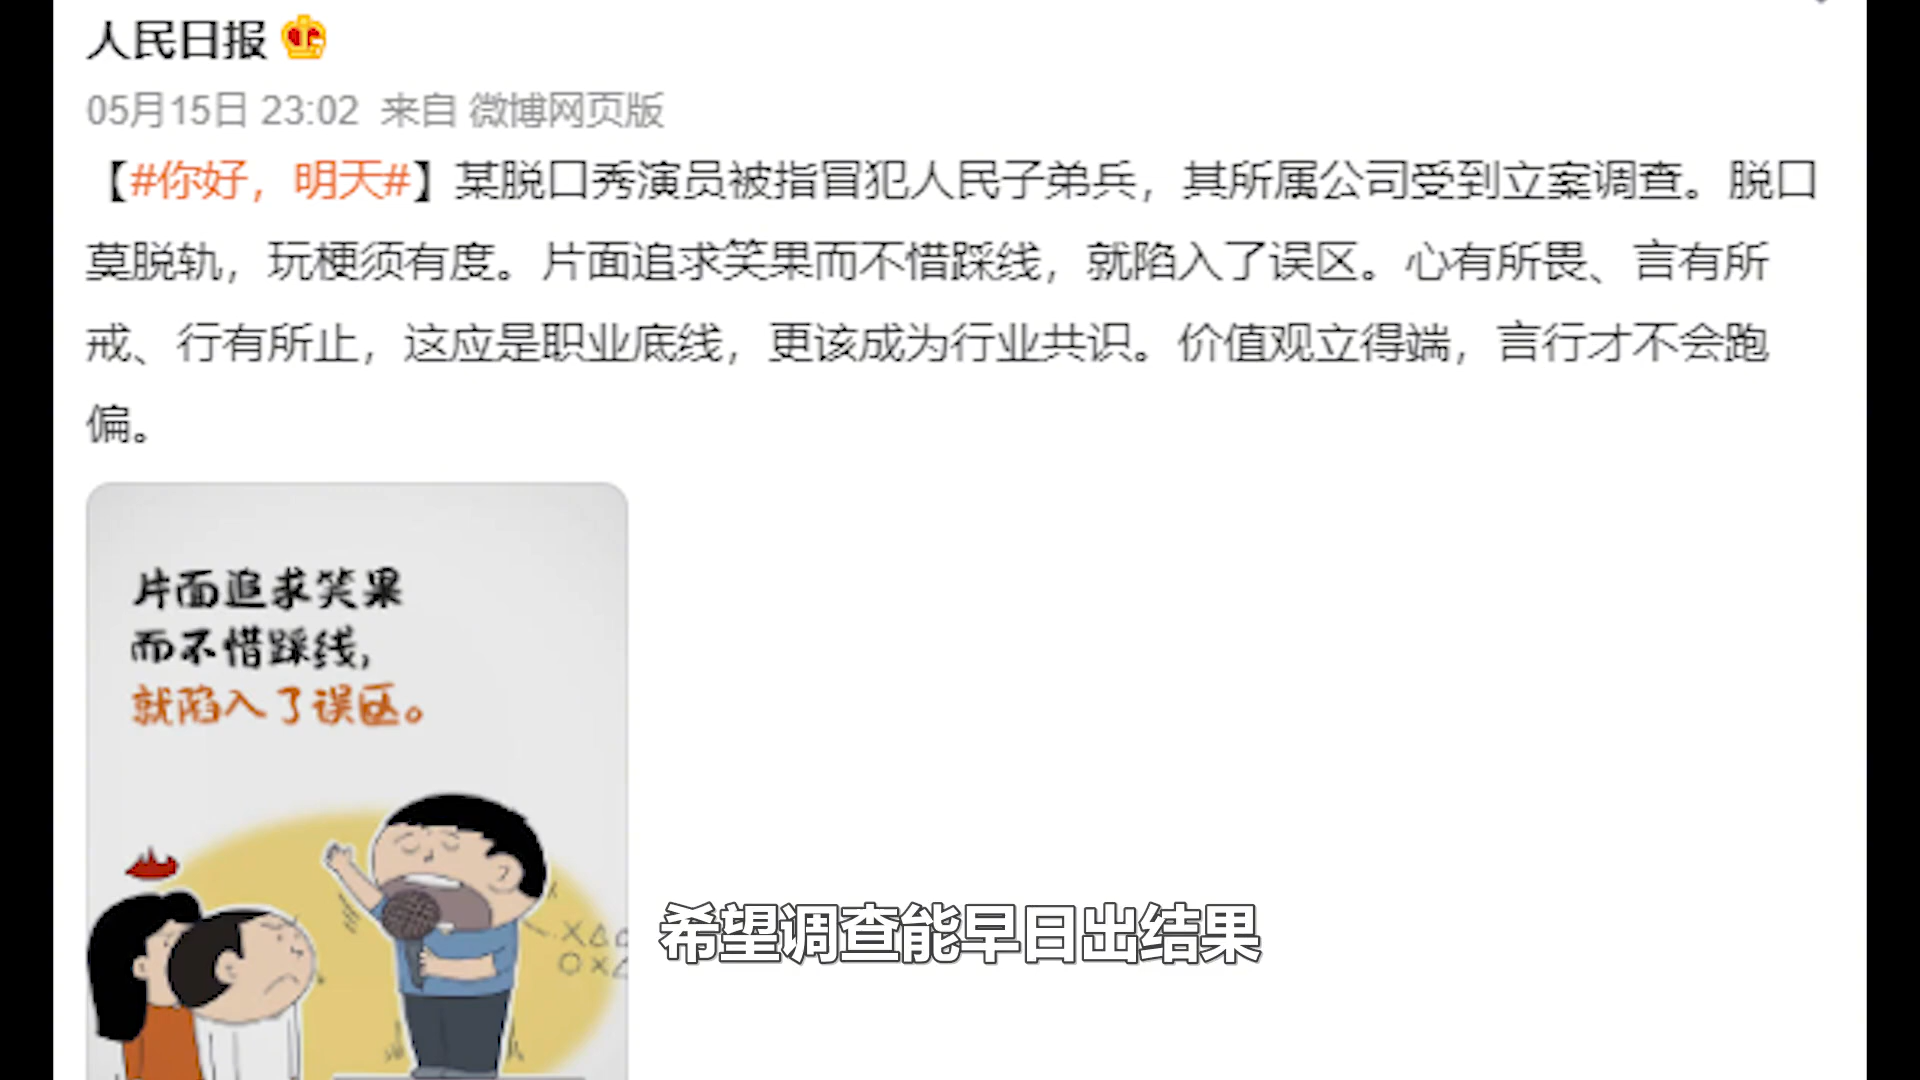 人民日报
05月15日 23:02 来自 微博网页版
【#你好，明天#】某脱口秀演员被指冒犯人民子弟兵，其所属公司受到立案调查。脱口
莫脱轨，玩梗须有度。片面追求笑果而不惜踩线，就陷入了误区。心有所畏、言有所
戒、行有所止，这应是职业底线，更该成为行业共识。价值观立得端，言行才不会跑
偏。
片面追求笑果
而不惜踩线，
就陷入了误区。
希望调查能早日出结果